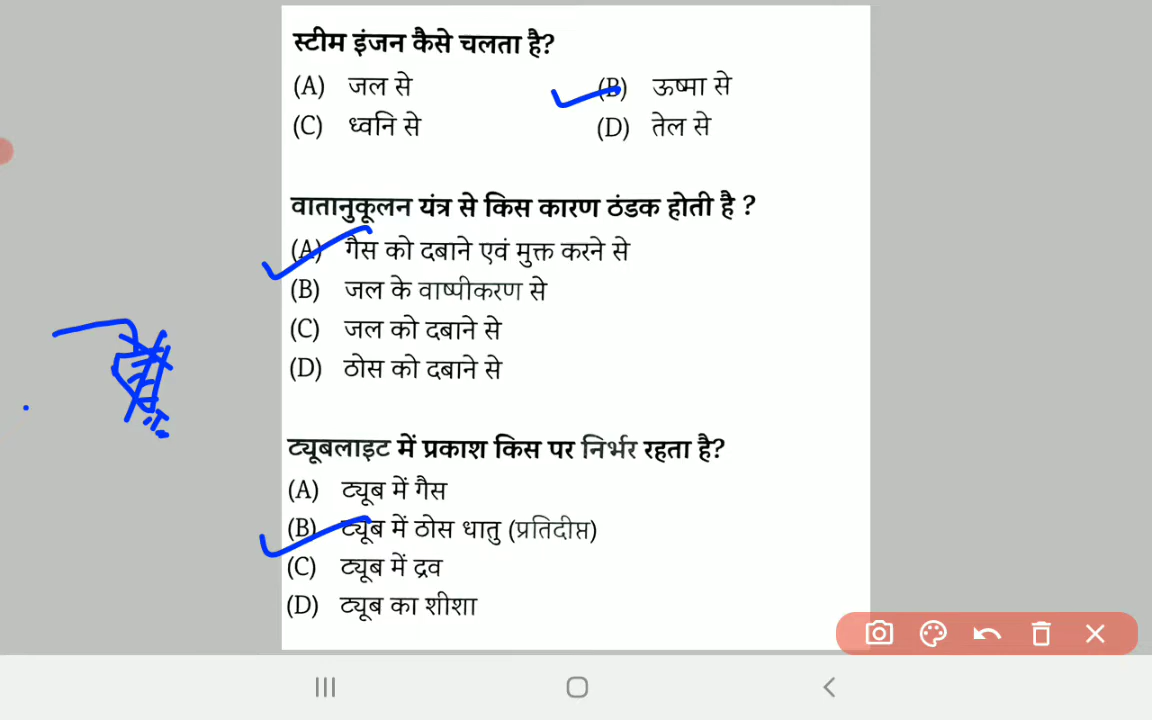 स्टीम इंजन कैसे चलता है?
(A) जल से (B) ऊष्मा से
(C) ध्वनि से (D) तेल से
वातानुकूलन यंत्र से किस कारण ठंडक होती है ?
(A) गैस को दबाने एवं मुक्त करने से
(B) जल के वाष्पीकरण से
(C) जल को दबाने से
(D) ठोस को दबाने से
ट्यूबलाइट में प्रकाश किस पर निर्भर रहता है?
(A) ट्यूब में गैस
(B) ट्यूब में ठोस धातु (प्रतिदीप्त)
(C) ट्यूब में द्रव
(D) ट्यूब का शीशा